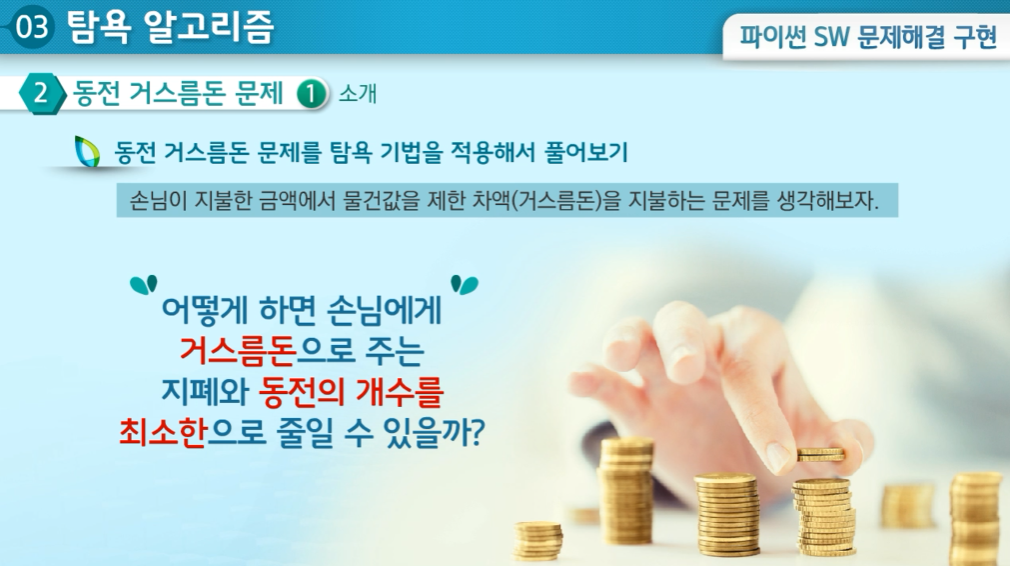 03 탐욕 알고리즘
파이썬 SW 문제해결 구현
2 동전 거스름돈 문제 1 소개
동전 거스름돈 문제를 탐욕 기법을 적용해서 풀어보기
손님이 지불한 금액에서 물건값을 제한 차액(거스름돈)을 지불하는 문제를 생각해보자.
어떻게 하면 손님에게
거스름돈으로 주는
지폐와 동전의 개수를
최소한으로 줄일 수 있을까?